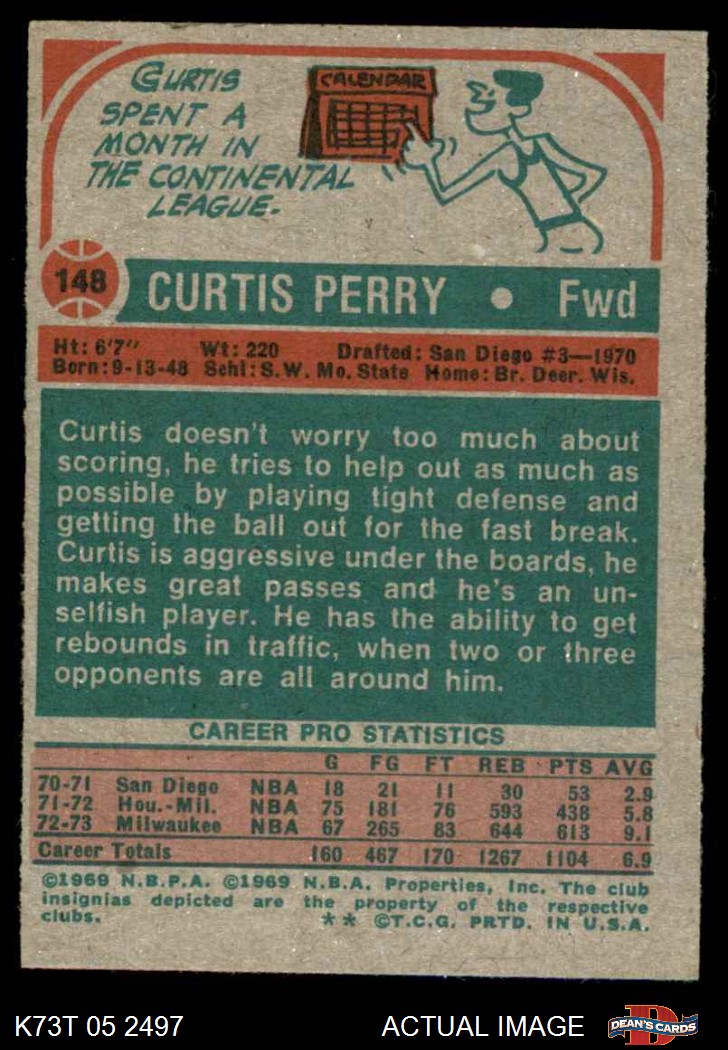 CURTIS
SPENT A
MONTH IN
THE CONTINENTAL
LEAGUE.
CALENDAR
148 CURTIS PERRY • Fwd
Ht: 6'7" Wt: 220 Drafted: San Diego #3—1970
Born: 9-13-48 Schl: S.W. Mo. State Home: Br. Deer. Wis.
Curtis doesn't worry too much about
scoring, he tries to help out as much as
possible by playing tight defense and
getting the ball out for the fast break.
Curtis is aggressive under the boards, he
makes great passes and he's an un-
selfish player. He has the ability to get
rebounds in traffic, when two or three
opponents are all around him.
CAREER PRO STATISTICS
G FG FT REB PTS AVG
70-71 San Diego NBA 18 21 11 30 53 2.9
71-72 Hou.-Mil. NBA 75 181 76 593 438 5.8
72-73 Milwaukee NBA 67 265 83 644 613 9.1
Career Totals 160 467 170 1267 1104 6.9
©1969 N.B.P.A. ©1969 N.B.A. Properties, Inc. The club
insignias depicted are the property of the respective
clubs. ** ©T.C.G. PRTD. IN U.S.A.
K73T 05 2497 ACTUAL IMAGE D DEAN'S CARDS